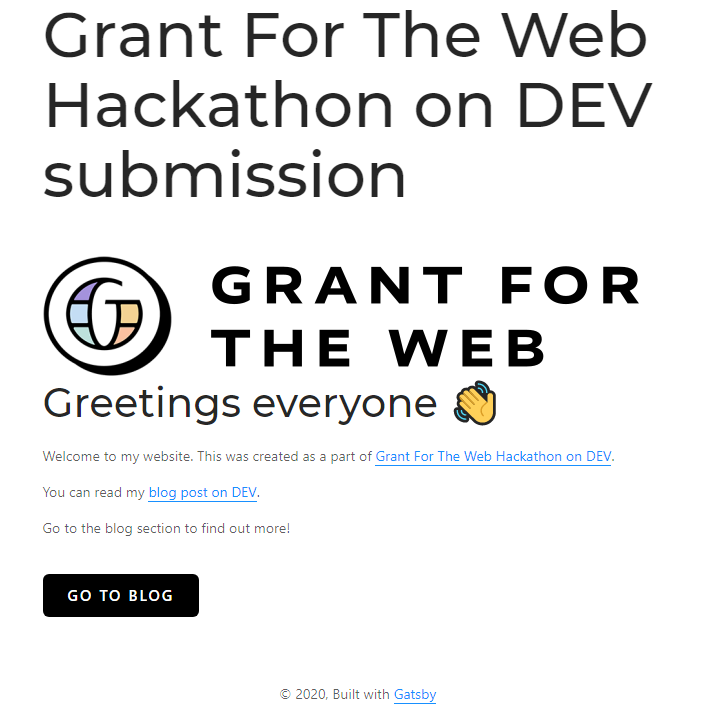 Grant For The Web
Hackathon on DEV
submission
GRANT FOR
THE WEB
Greetings everyone 👋
Welcome to my website. This was created as a part of Grant For The Web Hackathon on DEV.
You can read my blog post on DEV.
Go to the blog section to find out more!
GO TO BLOG
© 2020, Built with Gatsby